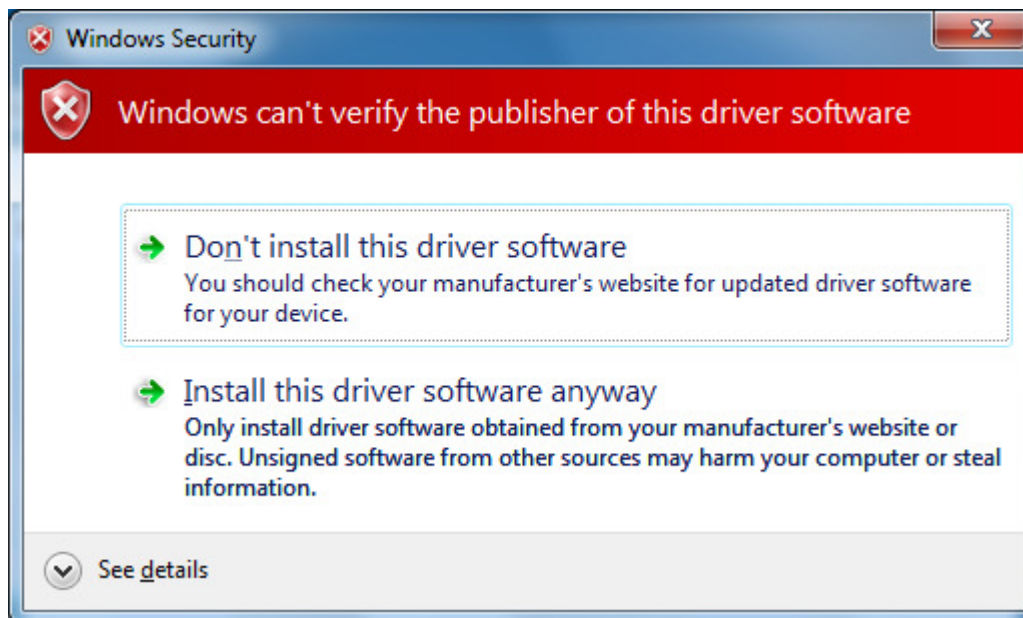 Windows Security
Windows can't verify the publisher of this driver software
Don't install this driver software
You should check your manufacturer's website for updated driver software
for your device.
Install this driver software anyway
Only install driver software obtained from your manufacturer's website or
disc. Unsigned software from other sources may harm your computer or steal
information.
See details